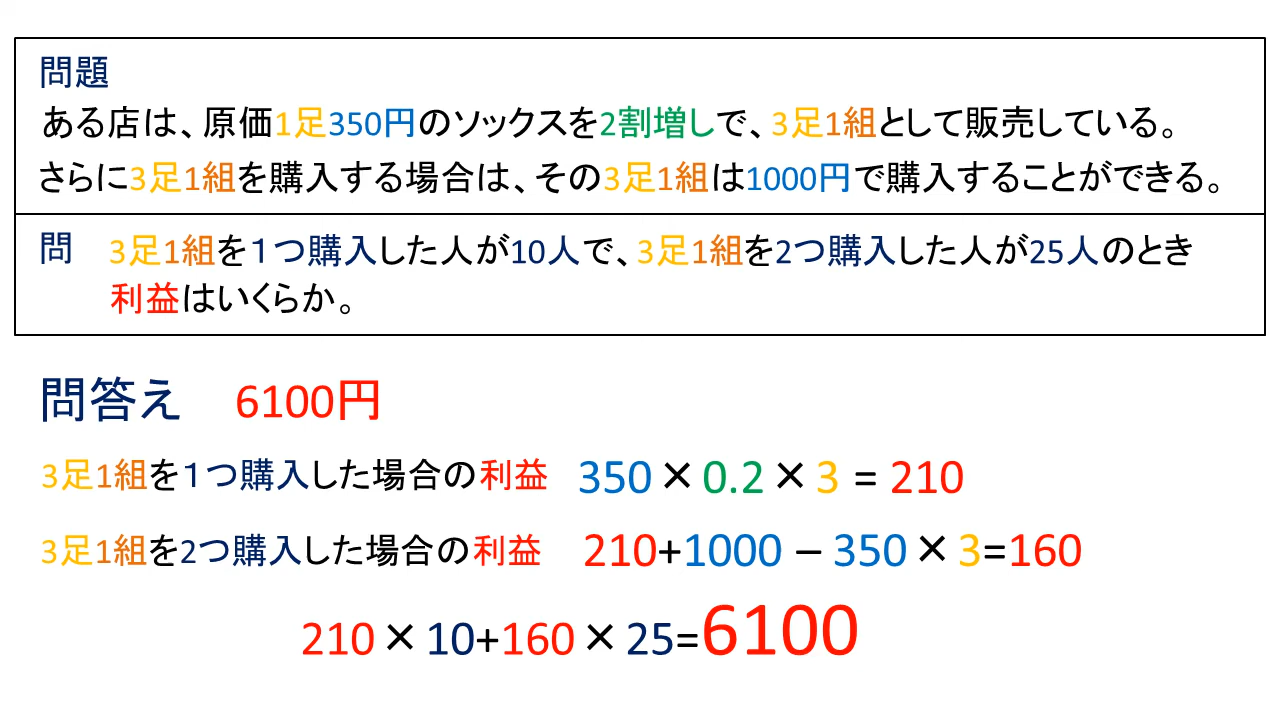 問題
ある店は、原価1足350円のソックスを2割増しで、3足1組として販売している。
さらに3足1組を購入する場合は、その3足1組は1000円で購入することができる。
問 3足1組を１つ購入した人が10人で、3足1組を2つ購入した人が25人のとき
利益はいくらか。
問答え 6100円
3足1組を１つ購入した場合の利益 350×0.2×3 = 210
3足1組を2つ購入した場合の利益 210+1000－350×3=160
210×10+160×25=6100